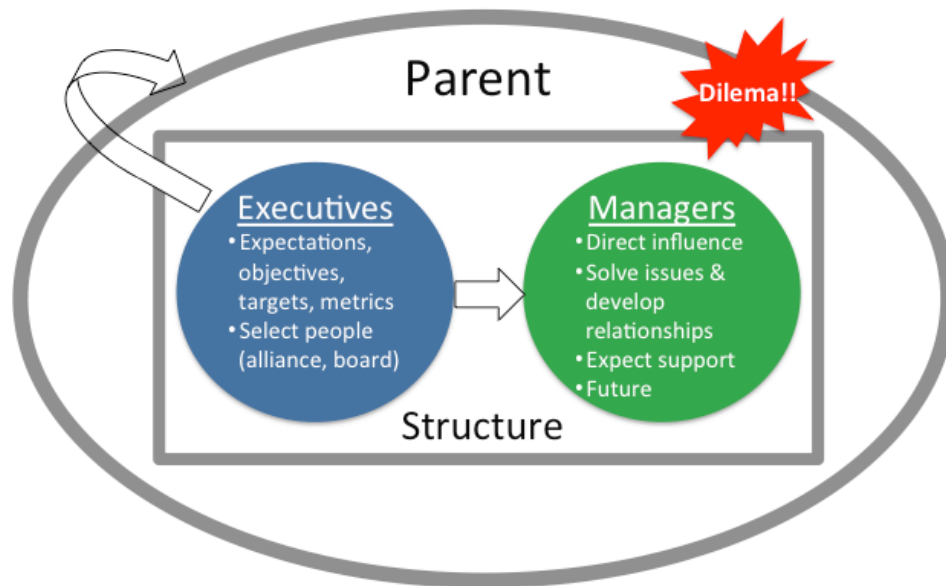 Parent
Dilema!!
Executives
• Expectations,
objectives,
targets, metrics
• Select people
(alliance, board)
Managers
• Direct influence
• Solve issues &
develop
relationships
• Expect support
• Future
Structure